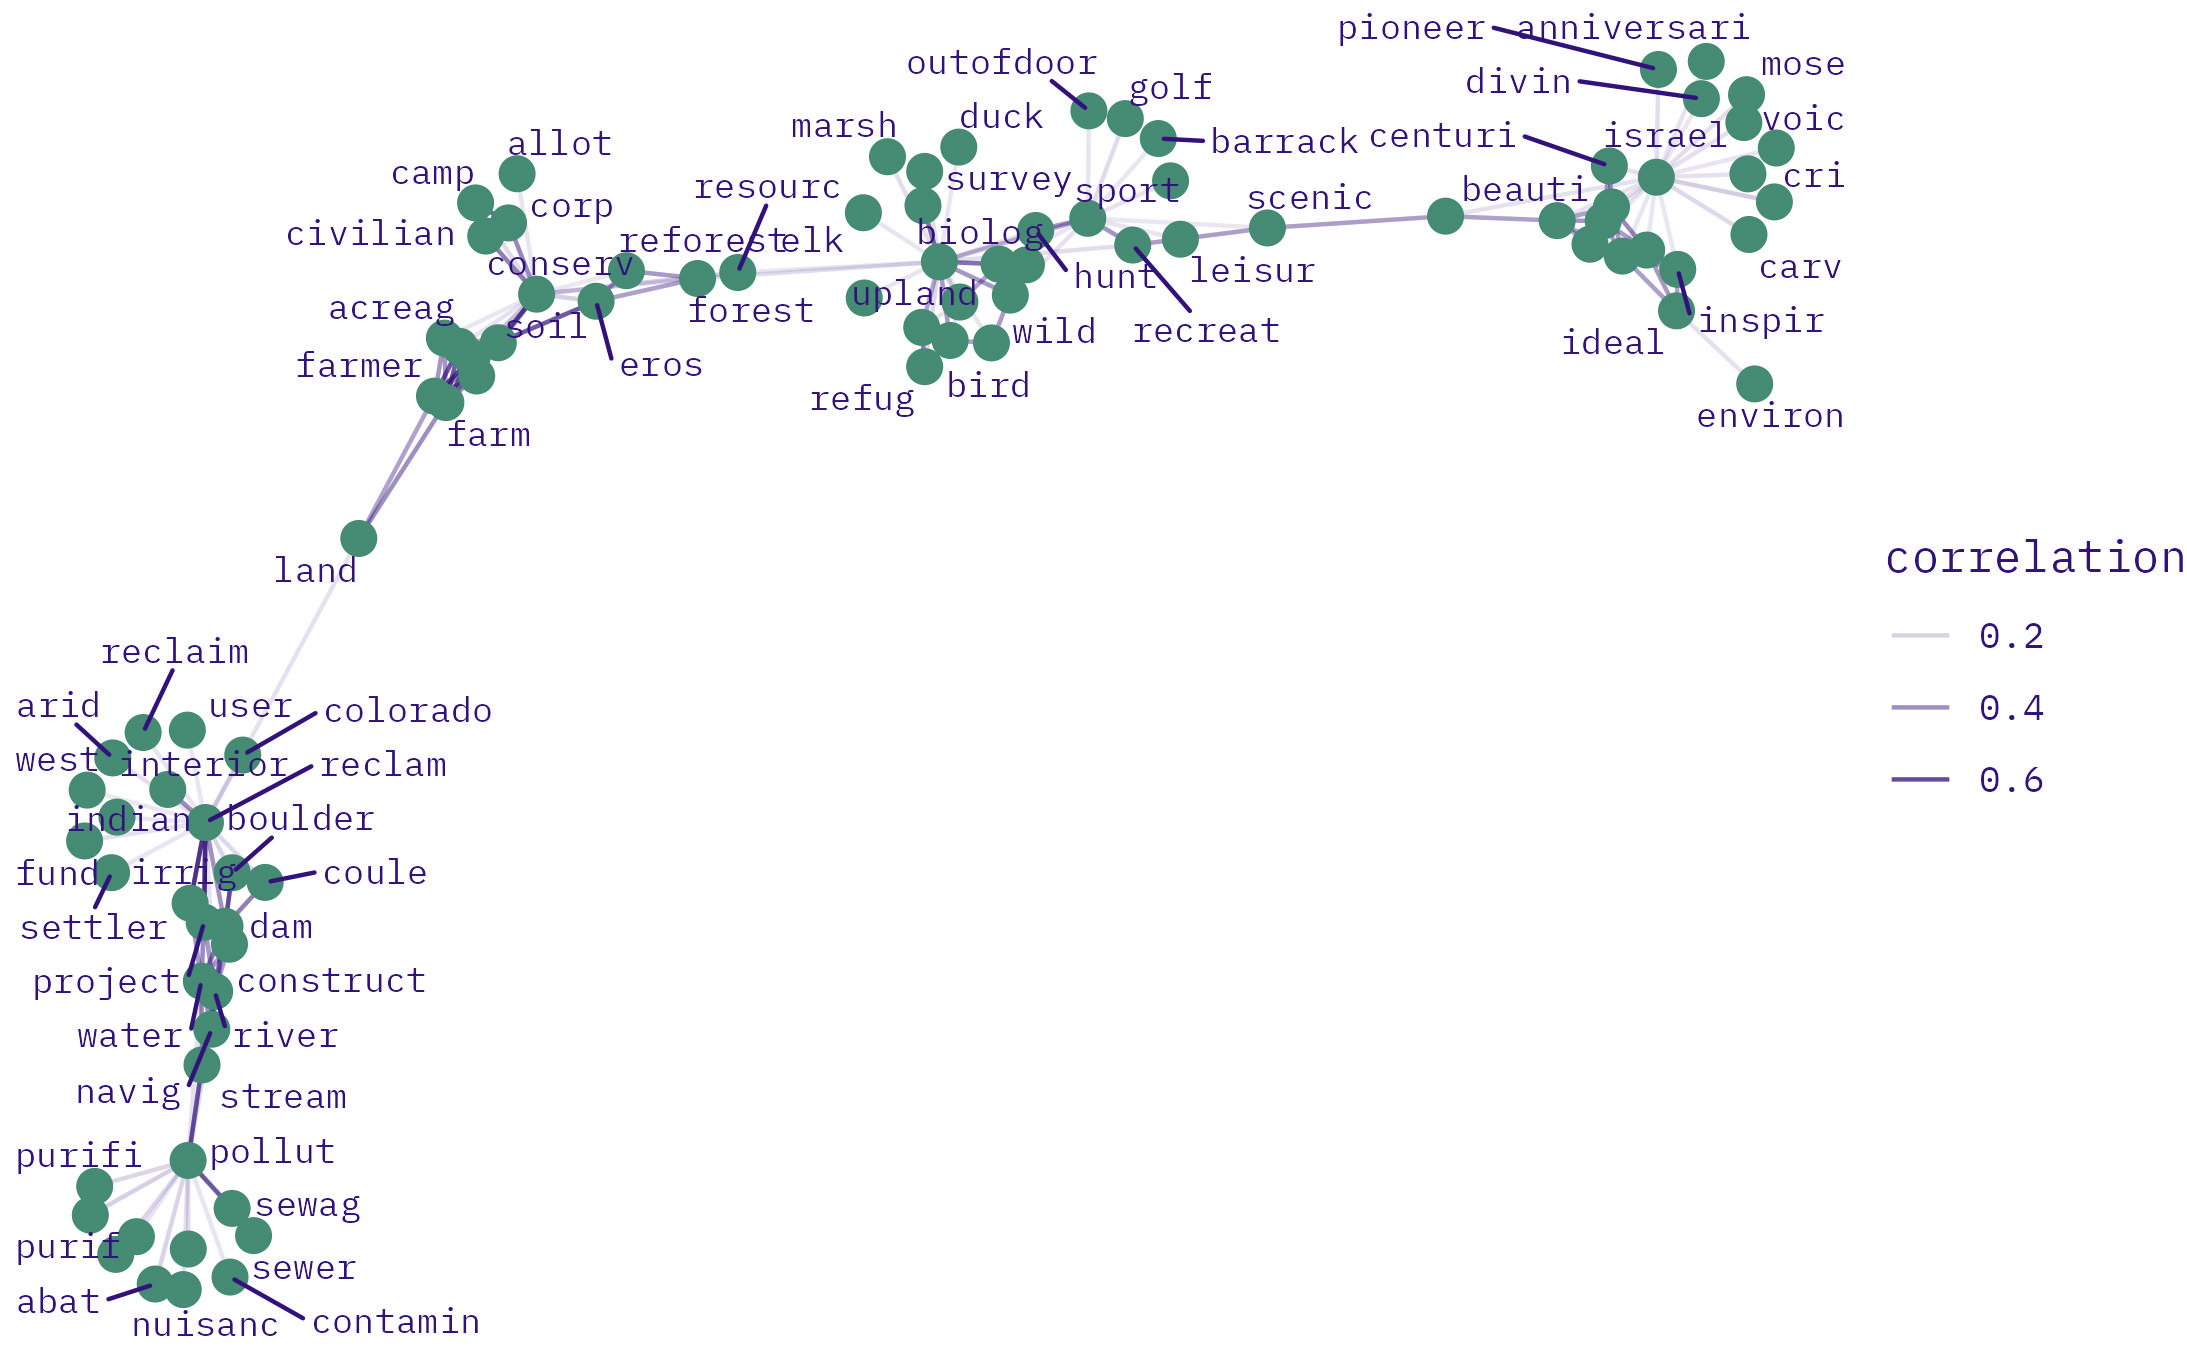 pioneer anniversari
outofdoor
mose
divin
golf
duck
voic
marsh
centuri
israel
barrack
allot
camp
resourc
survey
sport
beauti
cri
scenic
corp
civilian
reforest
elk
biolog
conserv
hunt
leisur
carv
upland
acreag
forest
soil
wild
recreat
inspir
ideal
farmer
eros
refug
bird
environ
farm
land
correlation
0.2
0.4
0.6
reclaim
arid
user
colorado
west
interior
reclam
indian
boulder
fund
irrig
coule
settler
dam
project
construct
water
river
navig
stream
purifi
pollut
sewag
purif
sewer
abat
nuisanc
contamin